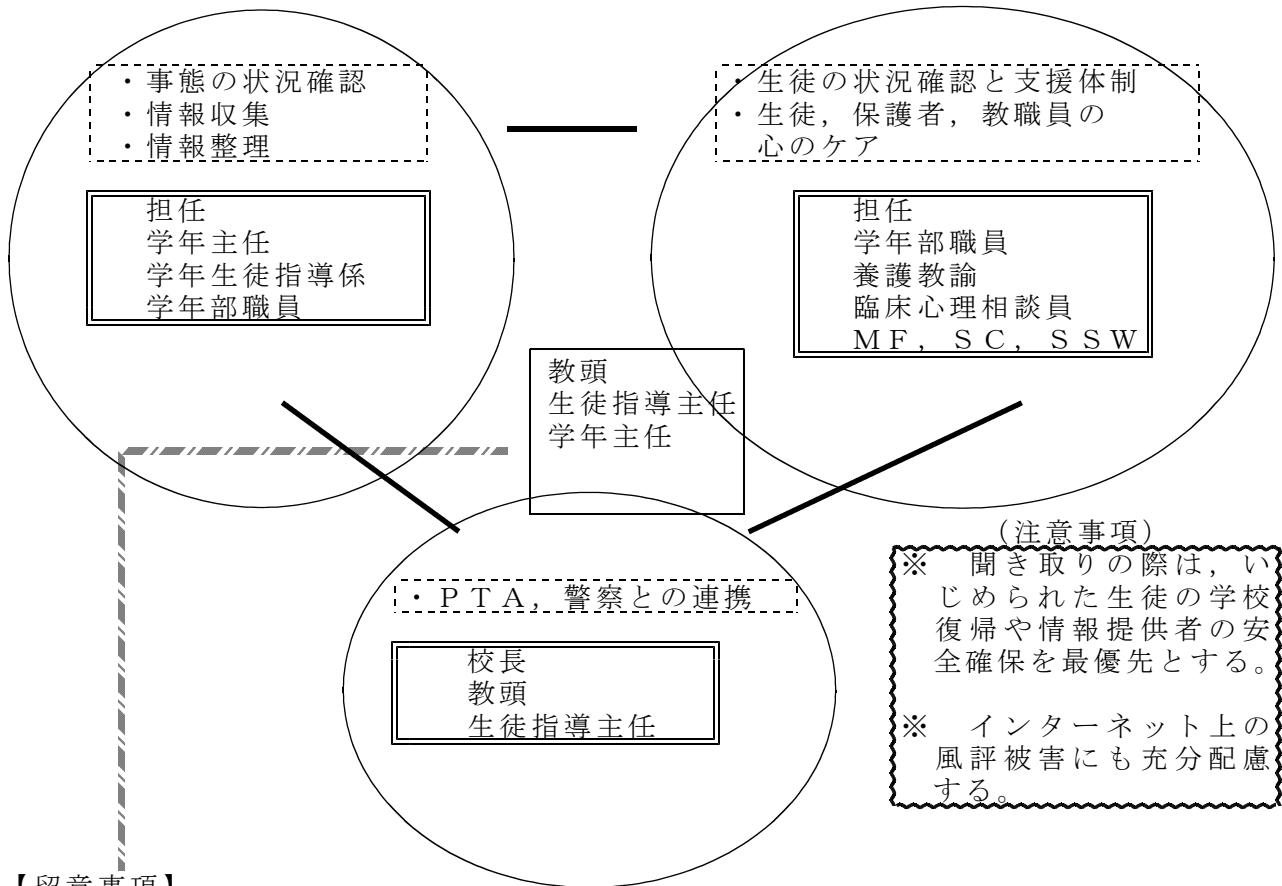 ・事態の状況確認
・情報収集
・情報整理
担任
学年主任
学年生徒指導係
学年部職員
・生徒の状況確認と支援体制
・生徒，保護者，教職員の
心のケア
担任
学年部職員
養護教諭
臨床心理相談員
ＭＦ，ＳＣ，ＳＳＷ
教頭
生徒指導主任
学年主任
・ＰＴＡ，警察との連携
校長
教頭
生徒指導主任
（注意事項）
※　聞き取りの際は，い
じめられた生徒の学校
復帰や情報提供者の安
全確保を最優先とする。
※　インターネット上の
風評被害にも充分配慮
する。
【留意事項】